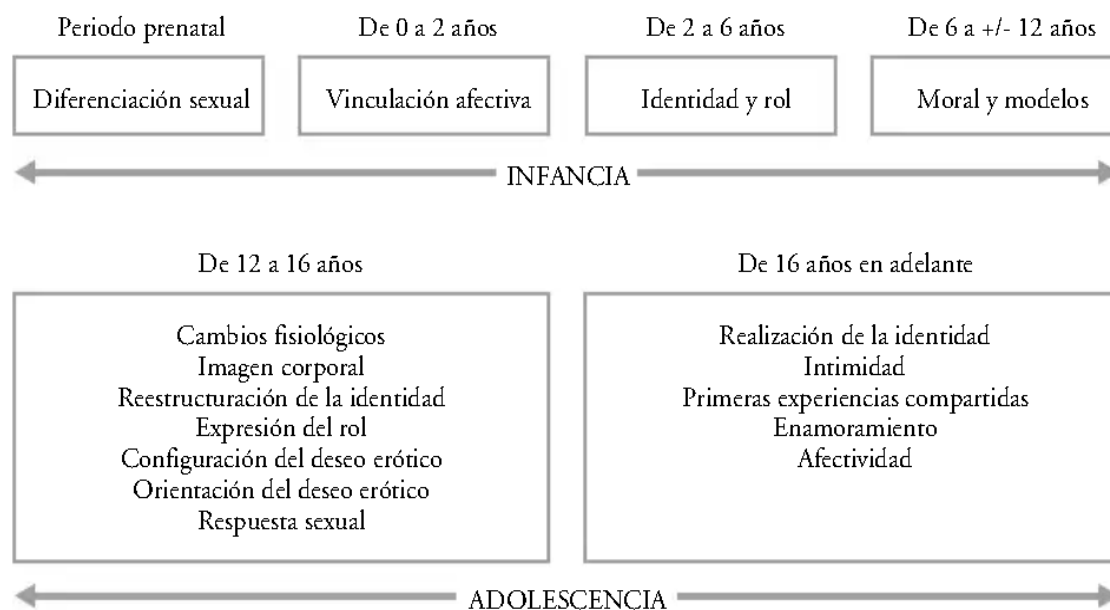 Periodo prenatal
De 0 a 2 años
De 2 a 6 años
De 6 a +/- 12 años
Diferenciación sexual
Vinculación afectiva
Identidad y rol
Moral y modelos
INFANCIA
De 12 a 16 años
De 16 años en adelante
Cambios fisiológicos
Imagen corporal
Reestructuración de la identidad
Expresión del rol
Configuración del deseo erótico
Orientación del deseo erótico
Respuesta sexual
Realización de la identidad
Intimidad
Primeras experiencias compartidas
Enamoramiento
Afectividad
ADOLESCENCIA